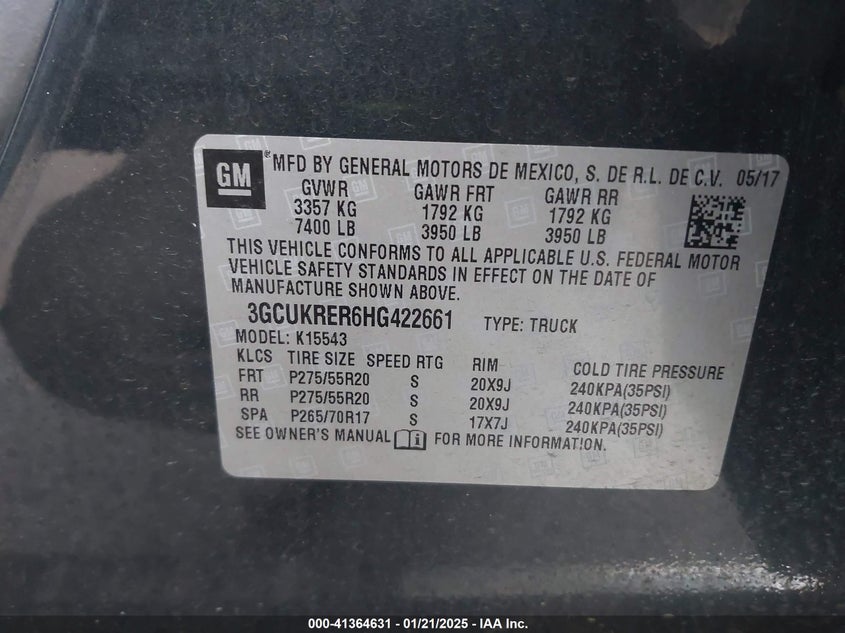 GM ® MFD BY GENERAL MOTORS DE MEXICO, S. DE R.L. DE C.V. 05/17
GVWR GAWR FRT GAWR RR
3357 KG 1792 KG 1792 KG
7400 LB 3950 LB 3950 LB
THIS VEHICLE CONFORMS TO ALL APPLICABLE U.S. FEDERAL MOTOR
VEHICLE SAFETY STANDARDS IN EFFECT ON THE DATE OF
MANUFACTURE SHOWN ABOVE.
3GCUKRER6HG422661 TYPE: TRUCK
MODEL: K15543
KLCS TIRE SIZE SPEED RTG RIM COLD TIRE PRESSURE
FRT P275/55R20 S 20X9J 240KPA(35PSI)
RR P275/55R20 S 20X9J 240KPA(35PSI)
SPA P265/70R17 S 17X7J 240KPA(35PSI)
SEE OWNER'S MANUAL FOR MORE INFORMATION.
000-41364631 - 01/21/2025 - IAA Inc.